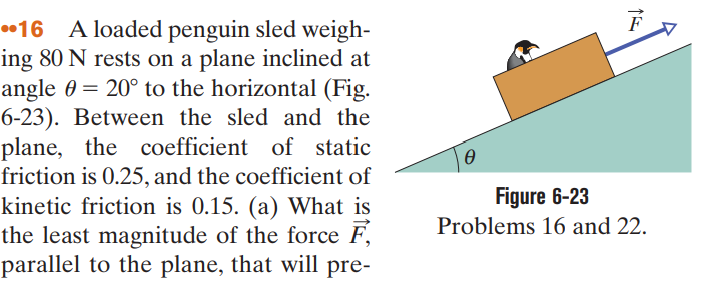 ••16 A loaded penguin sled weigh-
ing 80 N rests on a plane inclined at
angle θ = 20° to the horizontal (Fig.
6-23). Between the sled and the
plane, the coefficient of static
friction is 0.25, and the coefficient of
kinetic friction is 0.15. (a) What is
the least magnitude of the force F⃗,
parallel to the plane, that will pre-
F⃗
θ
Figure 6-23
Problems 16 and 22.